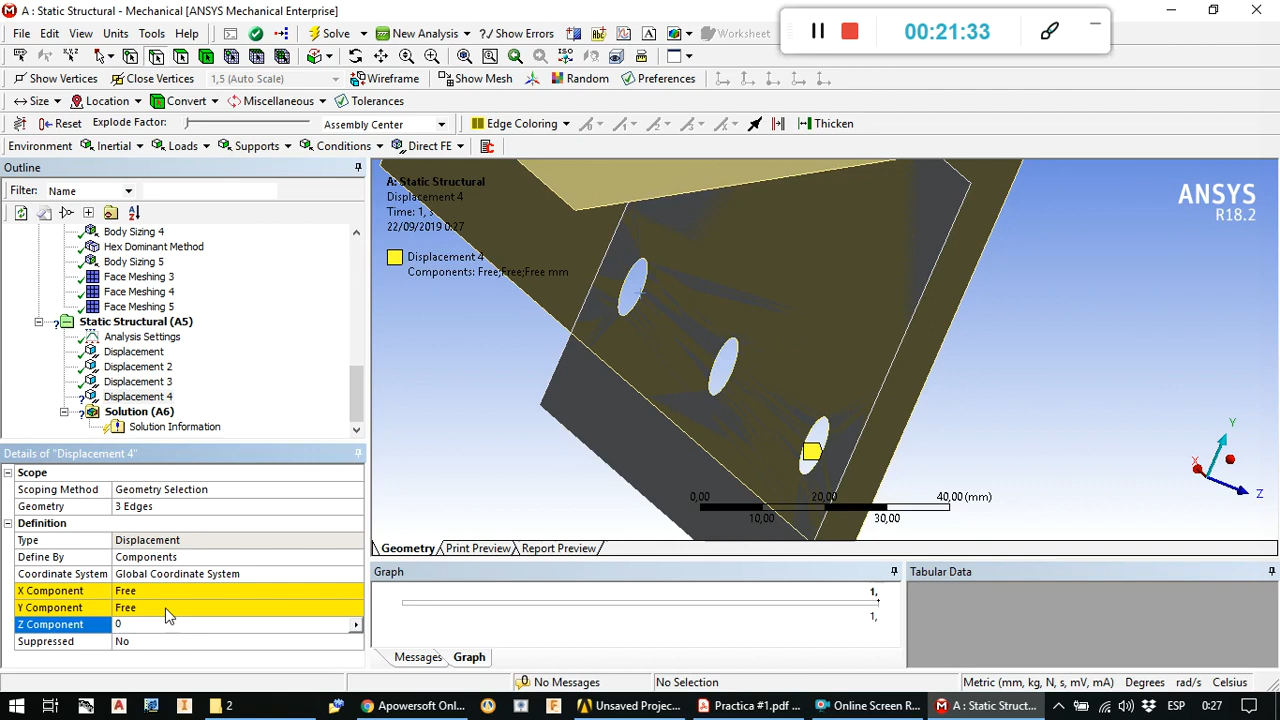 A : Static Structural - Mechanical [ANSYS Mechanical Enterprise]
00:21:33
File Edit View Units Tools Help Solve New Analysis ?/ Show Errors Worksheet
Show Vertices Close Vertices 1,5 (Auto Scale) Wireframe Show Mesh Random Preferences
Size Location Convert Miscellaneous Tolerances
Reset Explode Factor: Assembly Center Edge Coloring Thicken
Environment Inertial Loads Supports Conditions Direct FE
Outline
Filter: Name
Body Sizing 4
Hex Dominant Method
Body Sizing 5
Face Meshing 3
Face Meshing 4
Face Meshing 5
Static Structural (A5)
Analysis Settings
Displacement
Displacement 2
Displacement 3
Displacement 4
Solution (A6)
Solution Information
A: Static Structural
Displacement 4
Time: 1, s
22/09/2019 0:27
Displacement 4
Components: Free;Free;Free mm
ANSYS
R18.2
Y
X
Z
0,00 20,00 40,00 (mm)
10,00 30,00
Geometry Print Preview Report Preview
Details of "Displacement 4"
Scope
Scoping Method Geometry Selection
Geometry 3 Edges
Definition
Type Displacement
Define By Components
Coordinate System Global Coordinate System
X Component Free
Y Component Free
Z Component 0
Suppressed No
Graph
1,
1,
Messages Graph
Tabular Data
0 No Messages No Selection Metric (mm, kg, N, s, mV, mA) Degrees rad/s Celsius
2 Apowersoft Onl... Unsaved Projec... Practica #1.pdf ... Online Screen R... A : Static Struct... ESP 0:27